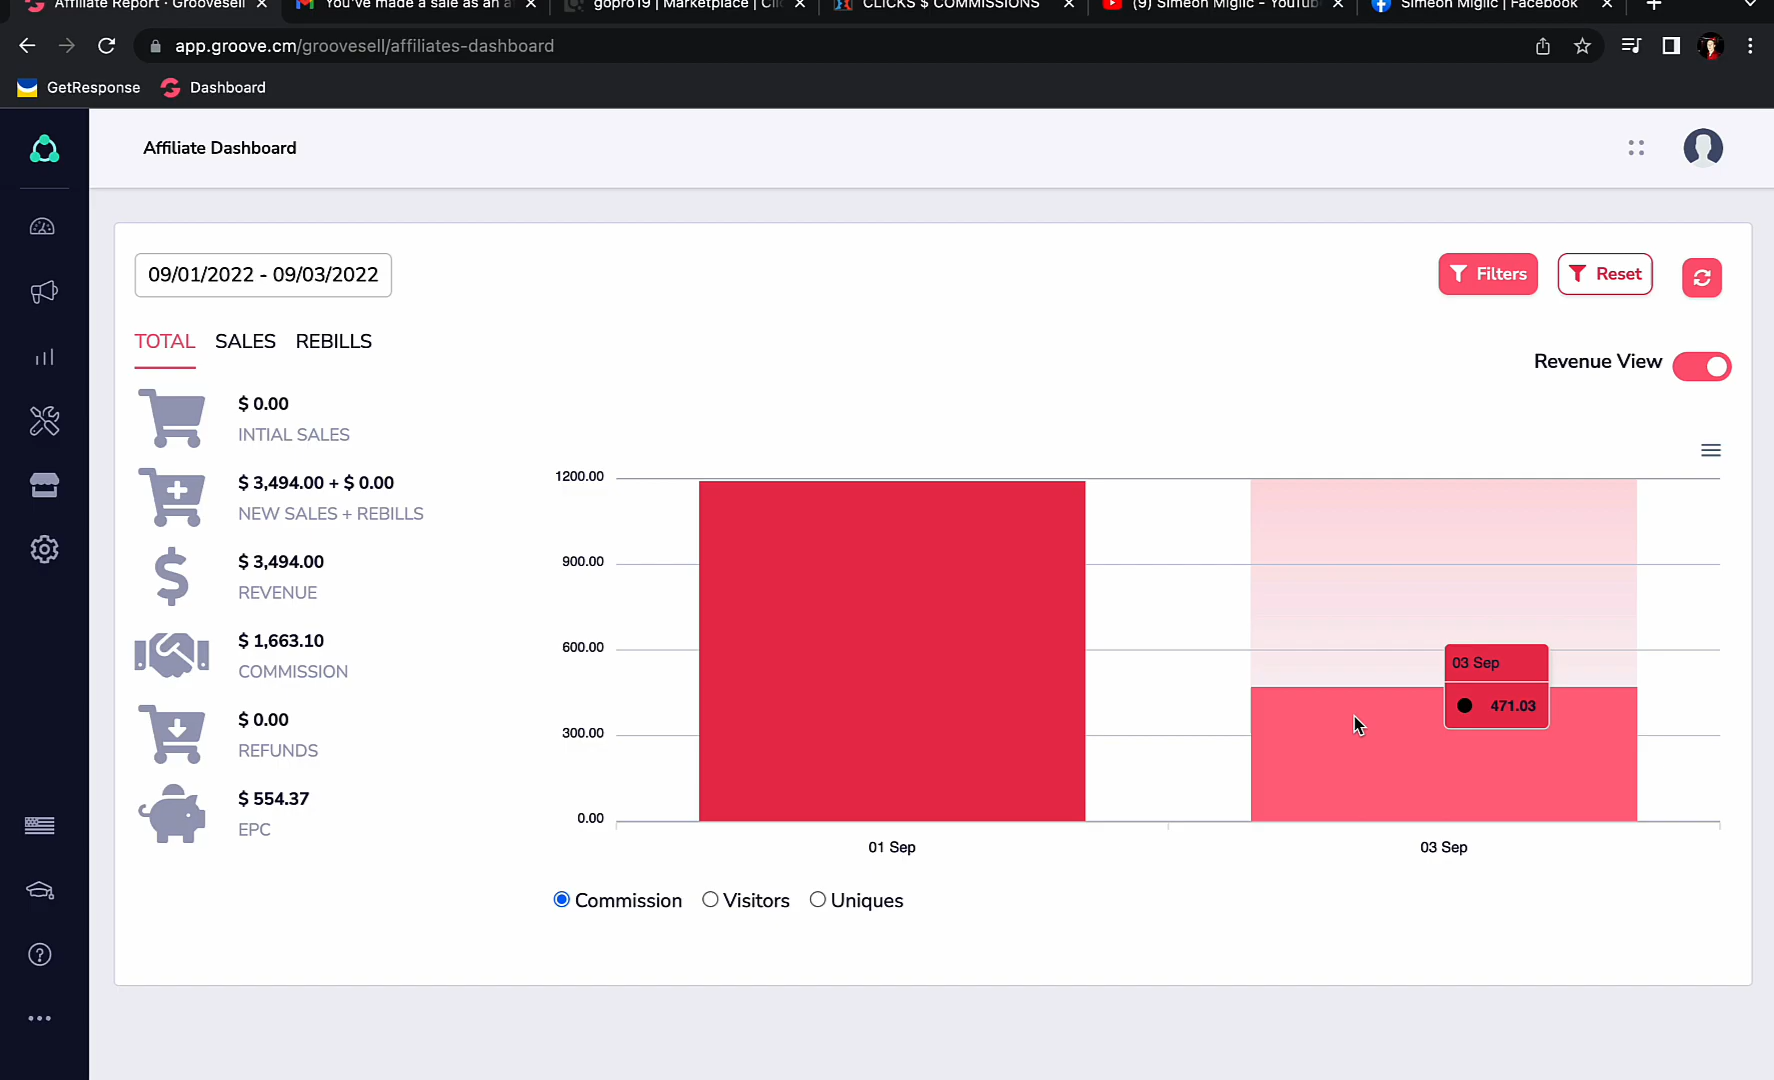 Affiliate Report · Groovesell
You've made a sale as an a
gopro19 | Marketplace | Cli
CLICKS $ COMMISSIONS
(9) Simeon Miglic - YouTub
Simeon Miglic | Facebook
app.groove.cm/groovesell/affiliates-dashboard
GetResponse
Dashboard
Affiliate Dashboard
09/01/2022 - 09/03/2022
Filters
Reset
TOTAL
SALES
REBILLS
Revenue View
$ 0.00
INTIAL SALES
$ 3,494.00 + $ 0.00
NEW SALES + REBILLS
$ 3,494.00
REVENUE
$ 1,663.10
COMMISSION
$ 0.00
REFUNDS
$ 554.37
EPC
1200.00
900.00
600.00
300.00
0.00
03 Sep
471.03
01 Sep
03 Sep
Commission
Visitors
Uniques